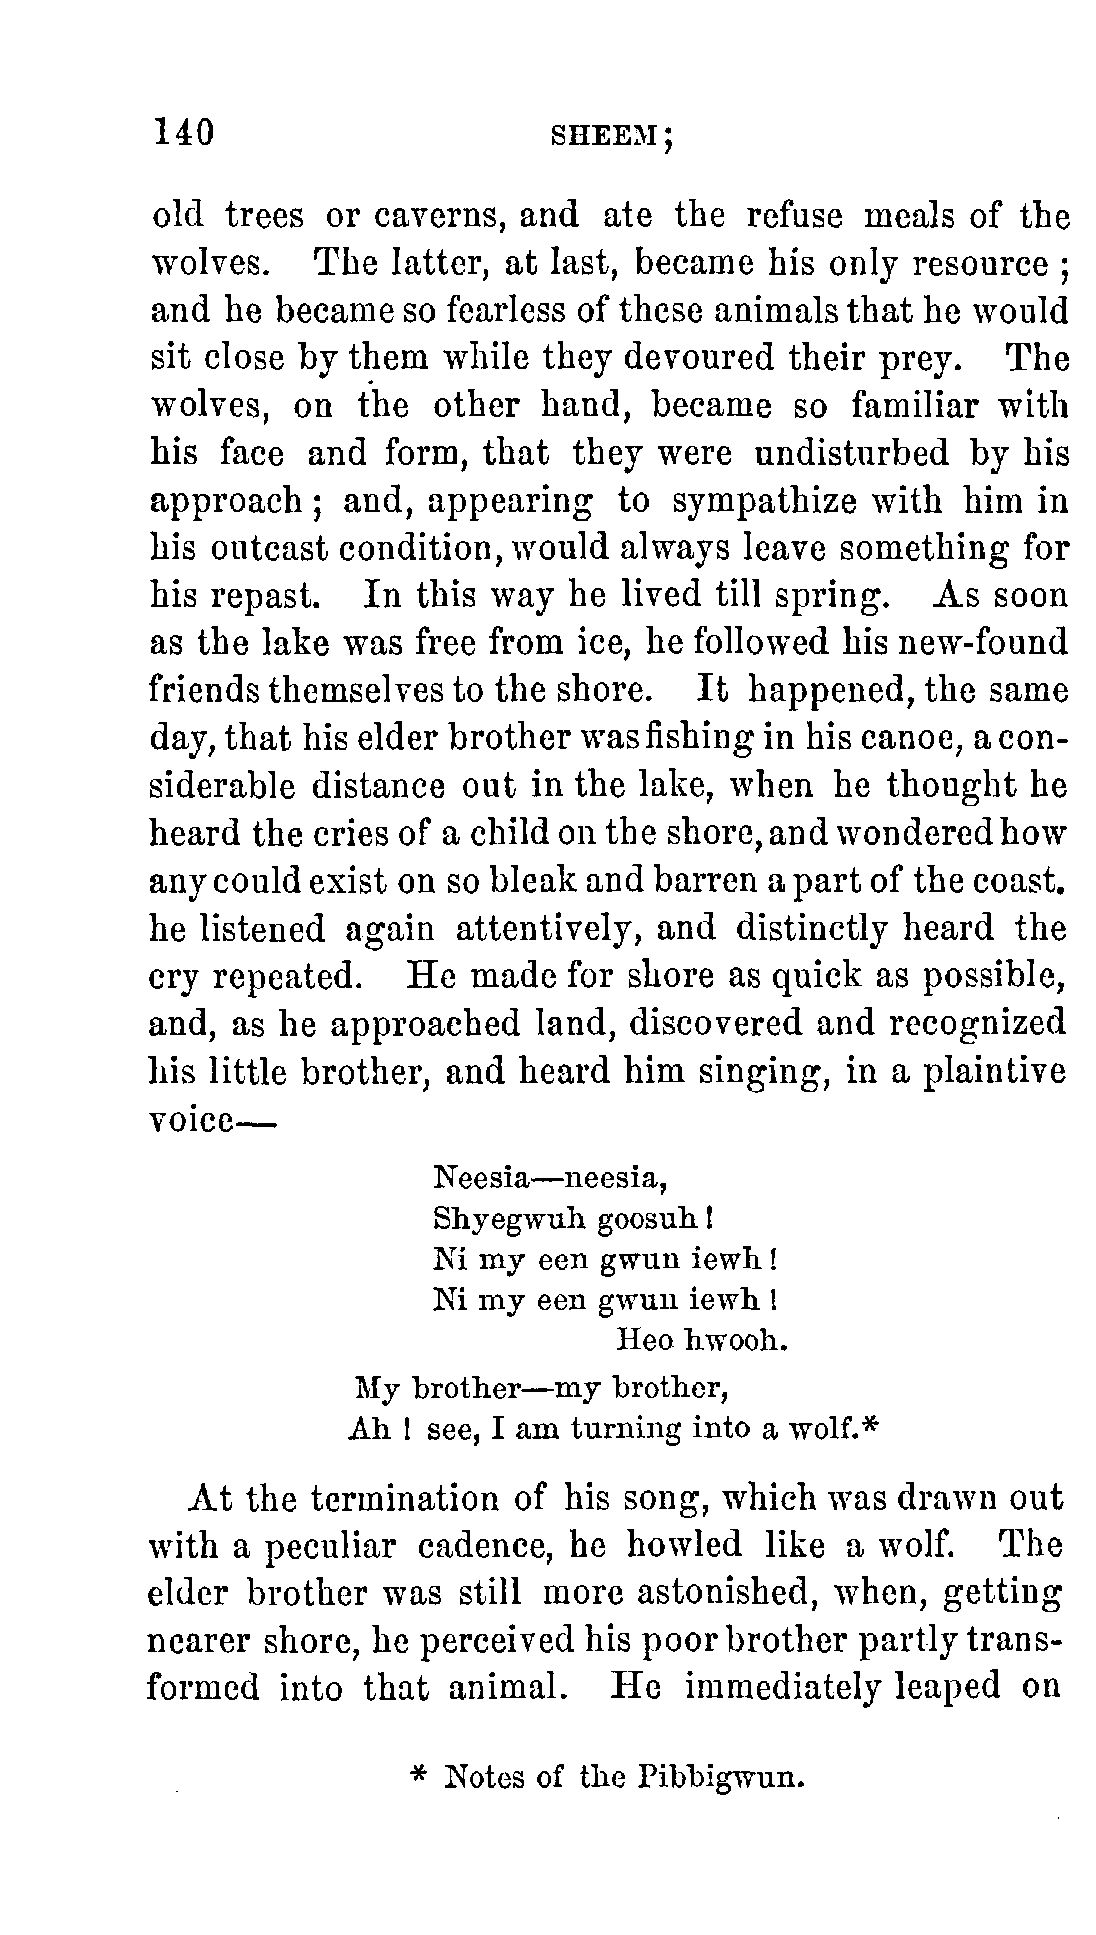 140 SHEEM;
old trees or caverns, and ate the refuse meals of the
wolves. The latter, at last, became his only resource ;
and he became so fearless of these animals that he would
sit close by them while they devoured their prey. The
wolves, on the other hand, became so familiar with
his face and form, that they were undisturbed by his
approach ; and, appearing to sympathize with him in
his outcast condition, would always leave something for
his repast. In this way he lived till spring. As soon
as the lake was free from ice, he followed his new-found
friends themselves to the shore. It happened, the same
day, that his elder brother was fishing in his canoe, a con-
siderable distance out in the lake, when he thought he
heard the cries of a child on the shore, and wondered how
any could exist on so bleak and barren a part of the coast.
he listened again attentively, and distinctly heard the
cry repeated. He made for shore as quick as possible,
and, as he approached land, discovered and recognized
his little brother, and heard him singing, in a plaintive
voice—
Neesia—neesia,
Shyegwuh goosuh !
Ni my een gwun iewh !
Ni my een gwun iewh !
Heo hwooh.
My brother—my brother,
Ah ! see, I am turning into a wolf.*
At the termination of his song, which was drawn out
with a peculiar cadence, he howled like a wolf. The
elder brother was still more astonished, when, getting
nearer shore, he perceived his poor brother partly trans-
formed into that animal. He immediately leaped on
* Notes of the Pibbigwun.